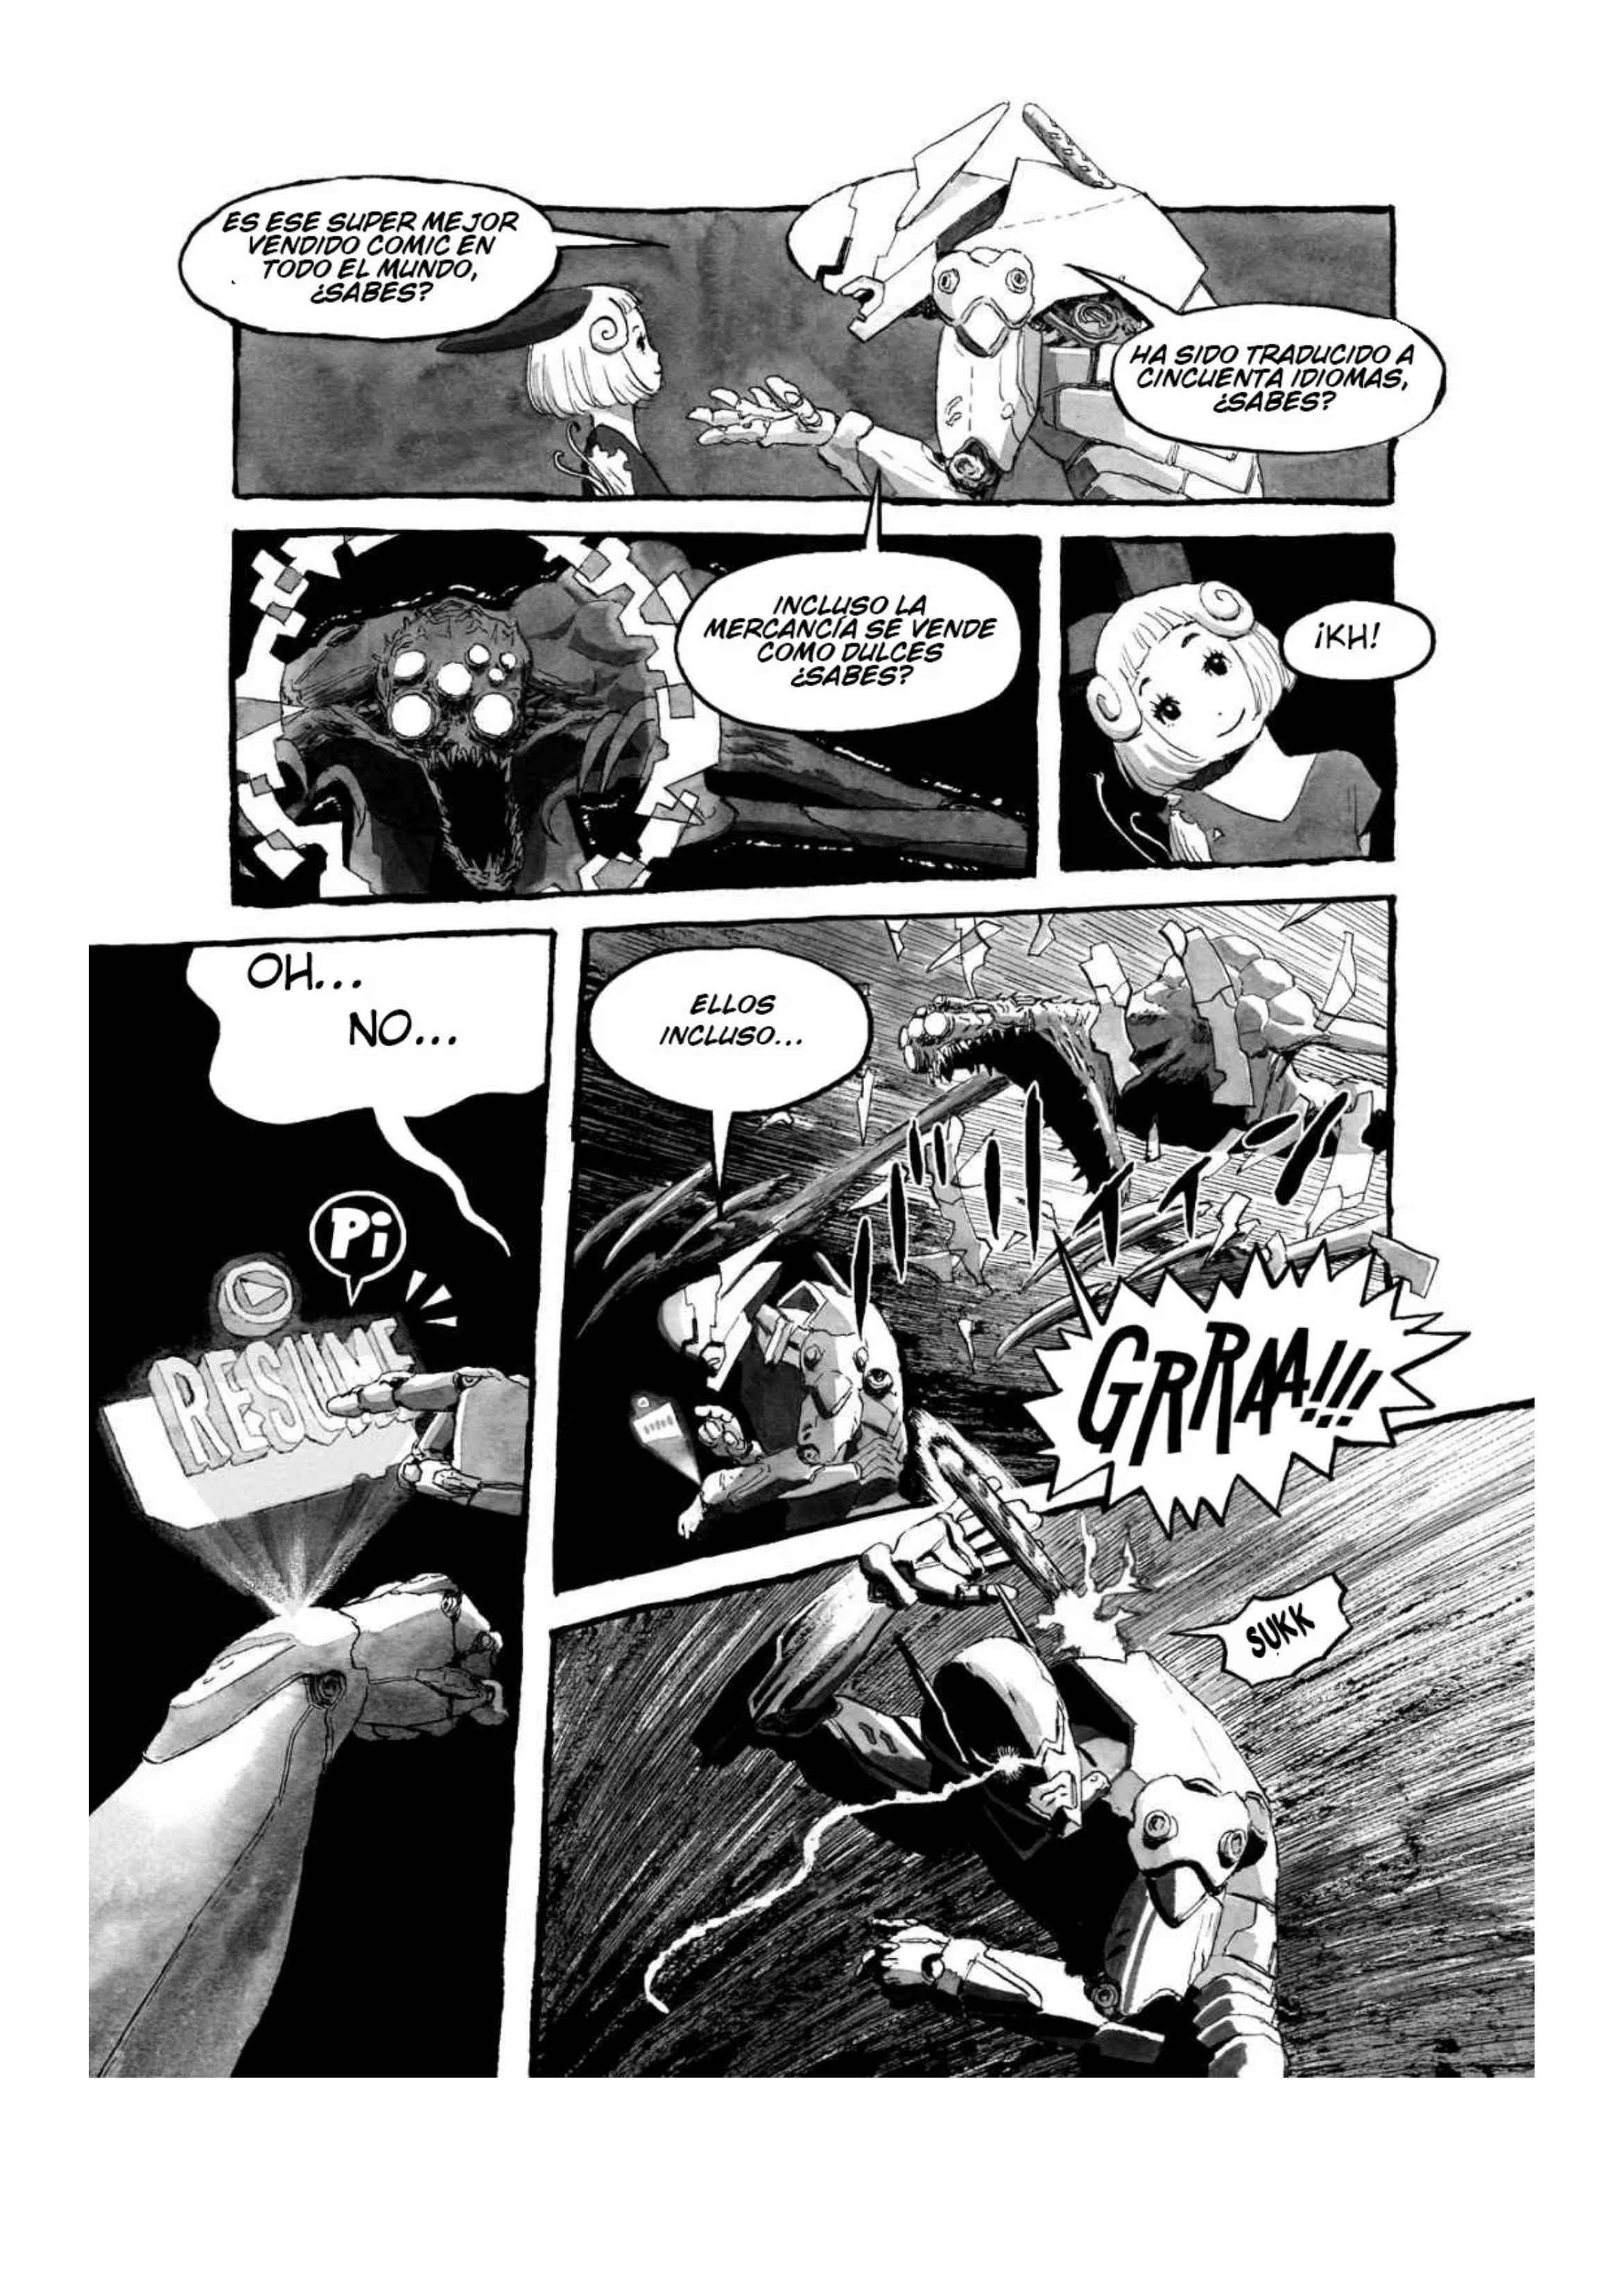 ES ESE SUPER MEJOR
VENDIDO COMIC EN
TODO EL MUNDO,
¿SABES?
HA SIDO TRADUCIDO A
CINCUENTA IDIOMAS,
¿SABES?
INCLUSO LA
MERCANCÍA SE VENDE
COMO DULCES
¿SABES?
¡KH!
OH...
NO...
Pi
RESUME
ELLOS
INCLUSO...
GRRAA!!!
SUKK